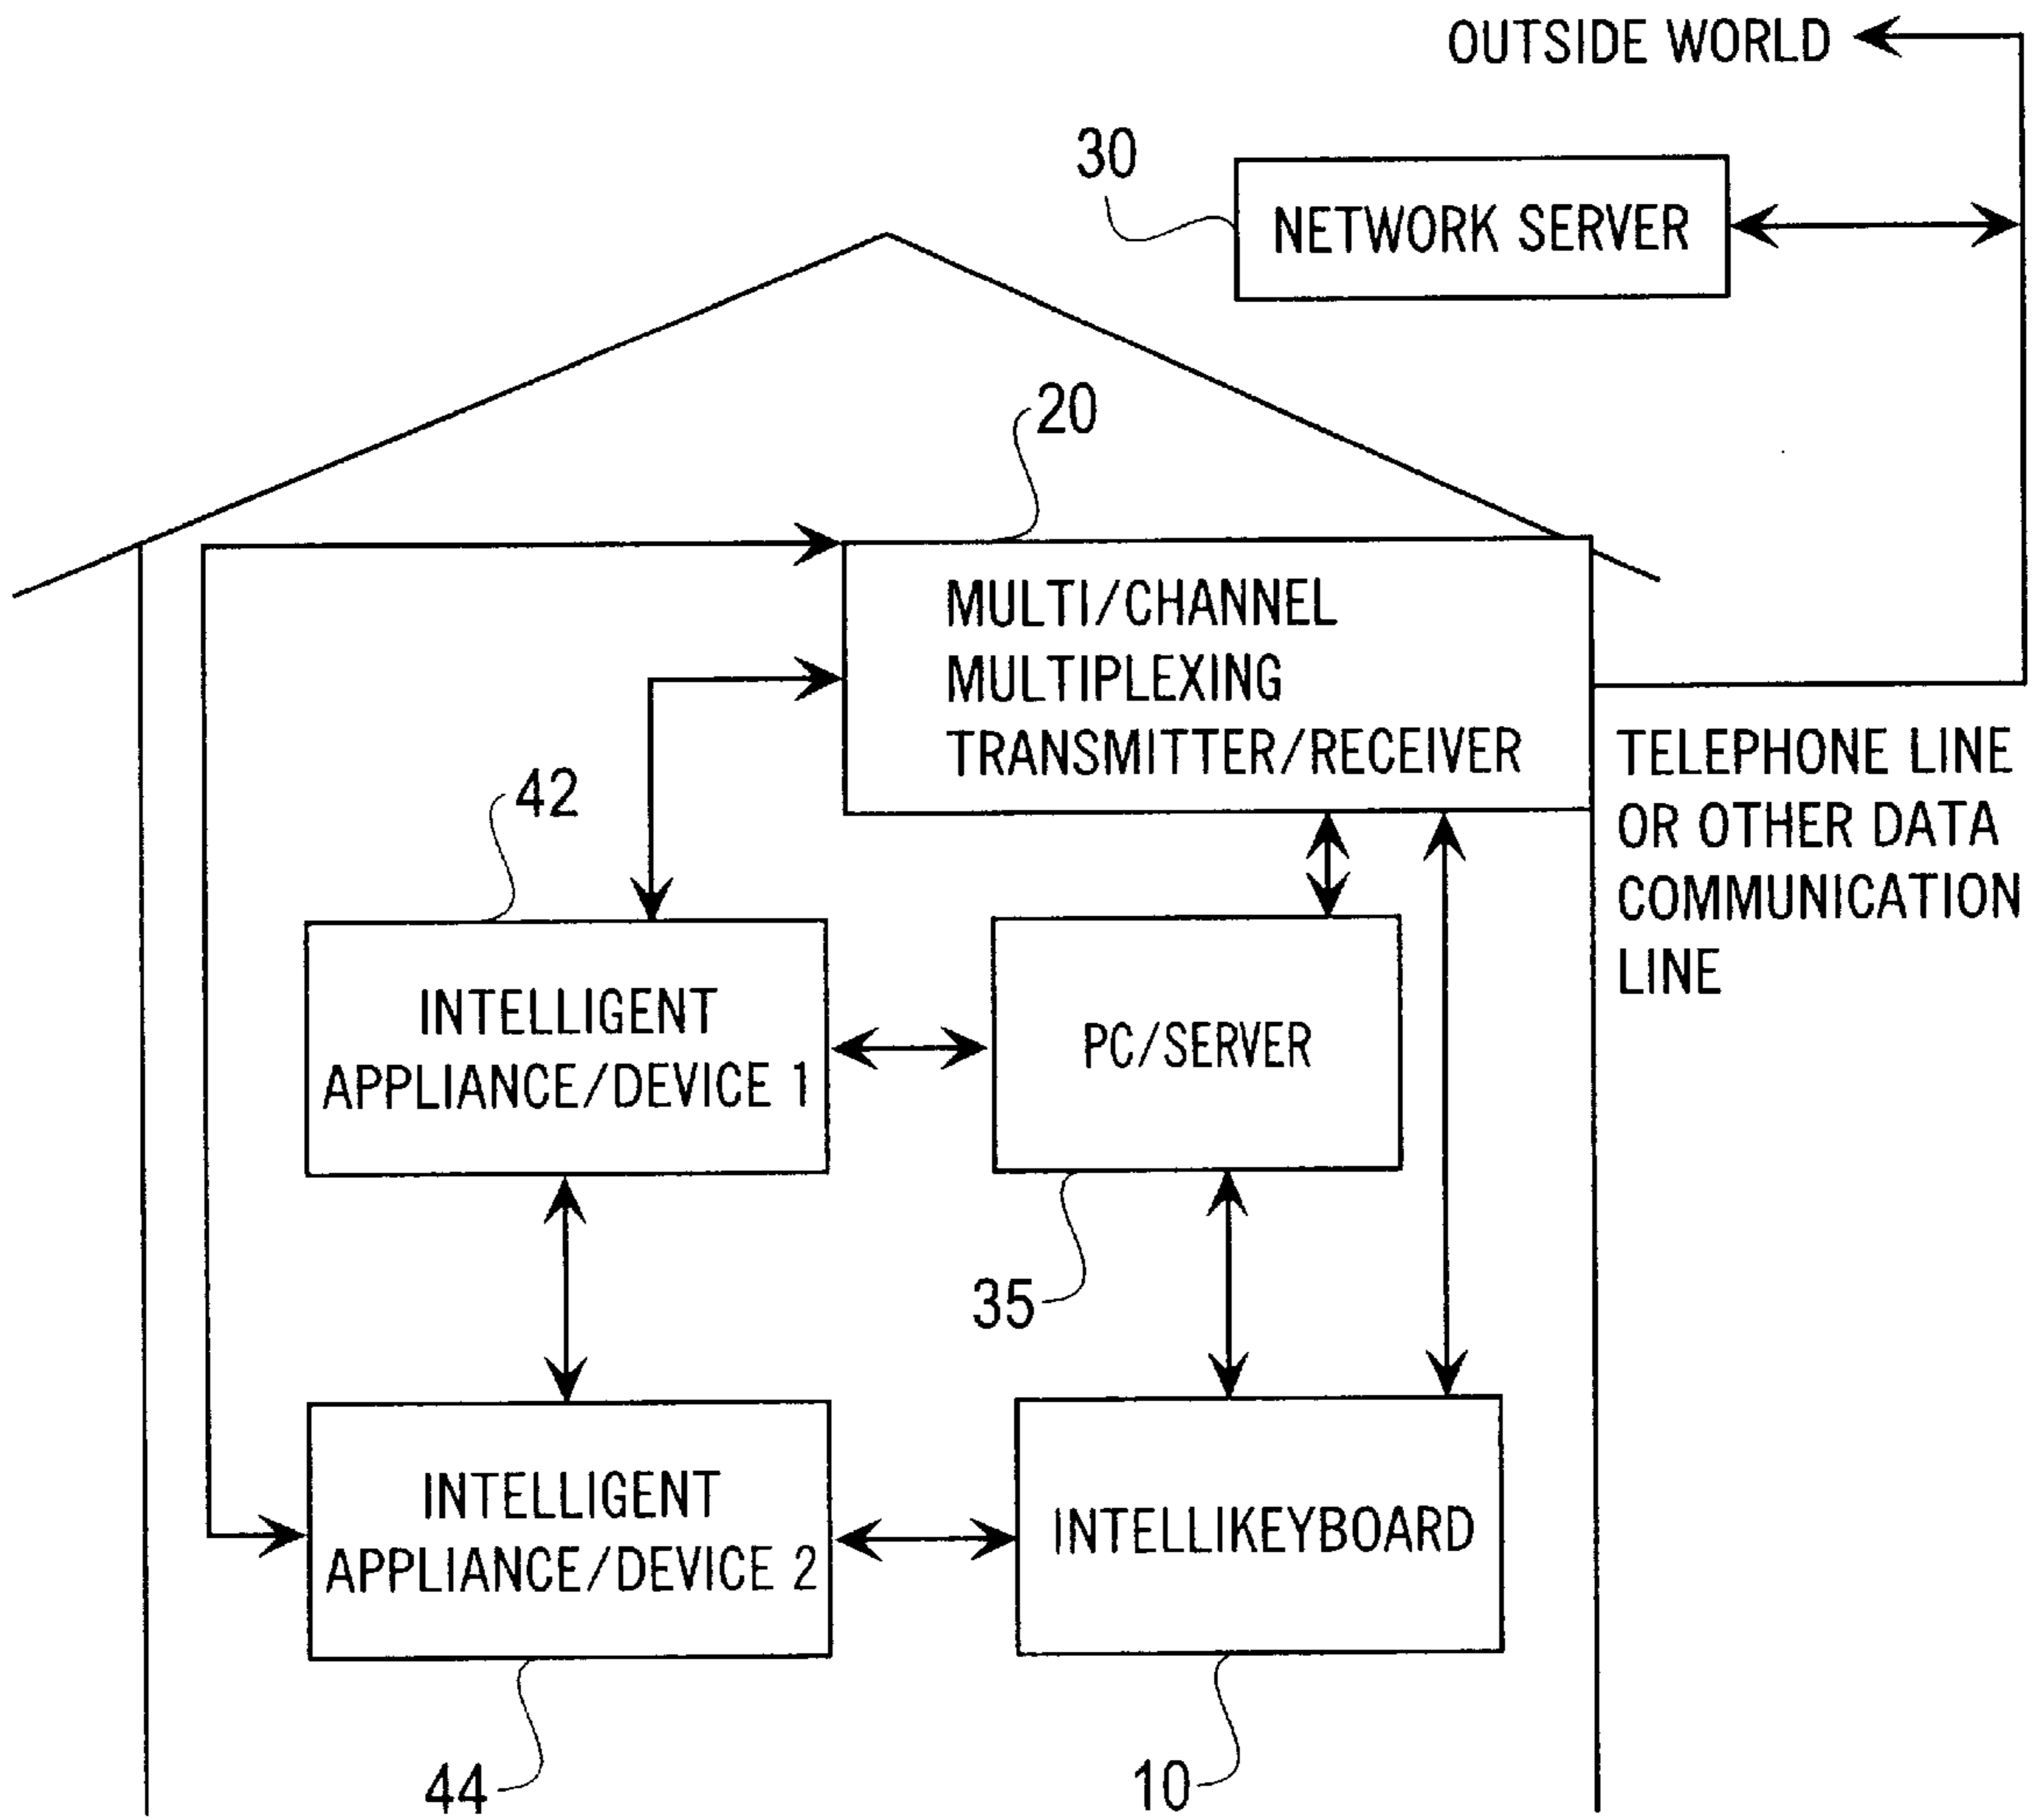 OUTSIDE WORLD
30
NETWORK SERVER
20
MULTI/CHANNEL
MULTIPLEXING
TRANSMITTER/RECEIVER
TELEPHONE LINE
OR OTHER DATA
COMMUNICATION
LINE
42
INTELLIGENT
APPLIANCE/DEVICE 1
PC/SERVER
35
INTELLIGENT
APPLIANCE/DEVICE 2
INTELLIKEYBOARD
44
10